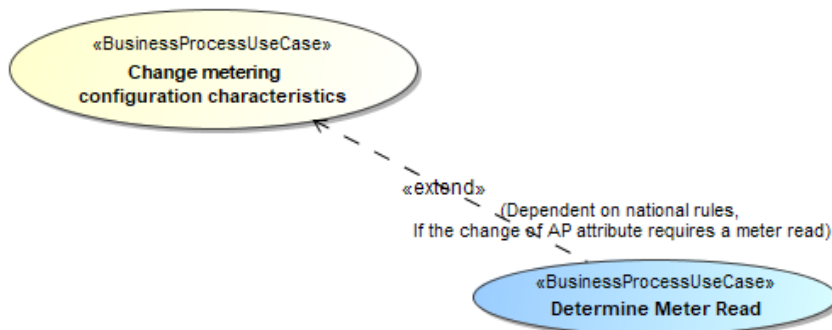 «BusinessProcessUseCase»
Change metering
configuration characteristics
«extend»
(Dependent on national rules,
If the change of AP attribute requires a meter read)
«BusinessProcessUseCase»
Determine Meter Read